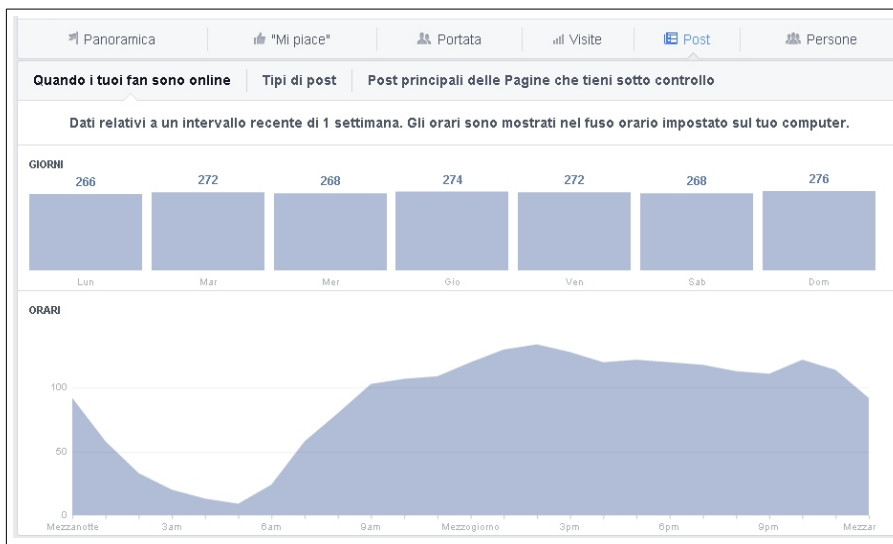 Panoramica "Mi piace" Portata Visite Post Persone
Quando i tuoi fan sono online Tipi di post Post principali delle Pagine che tieni sotto controllo
Dati relativi a un intervallo recente di 1 settimana. Gli orari sono mostrati nel fuso orario impostato sul tuo computer.
GIORNI
266 272 268 274 272 268 276
Lun Mar Mer Gio Ven Sab Dom
ORARI
100
50
0
Mezzanotte 3am 6am 9am Mezzogiorno 3pm 6pm 9pm Mezzar